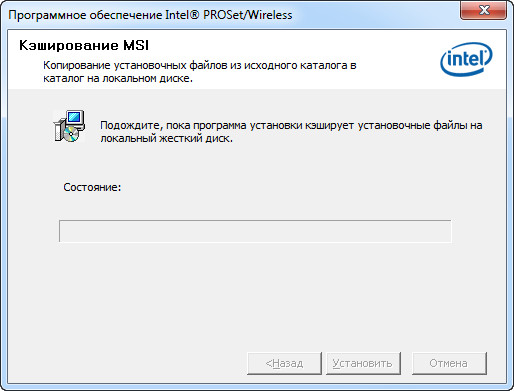 Программное обеспечение Intel® PROSet/Wireless
Кэширование MSI
Копирование установочных файлов из исходного каталога в
каталог на локальном диске.
intel
Подождите, пока программа установки кэширует установочные файлы на
локальный жесткий диск.
Состояние:
<Назад Установить Отмена